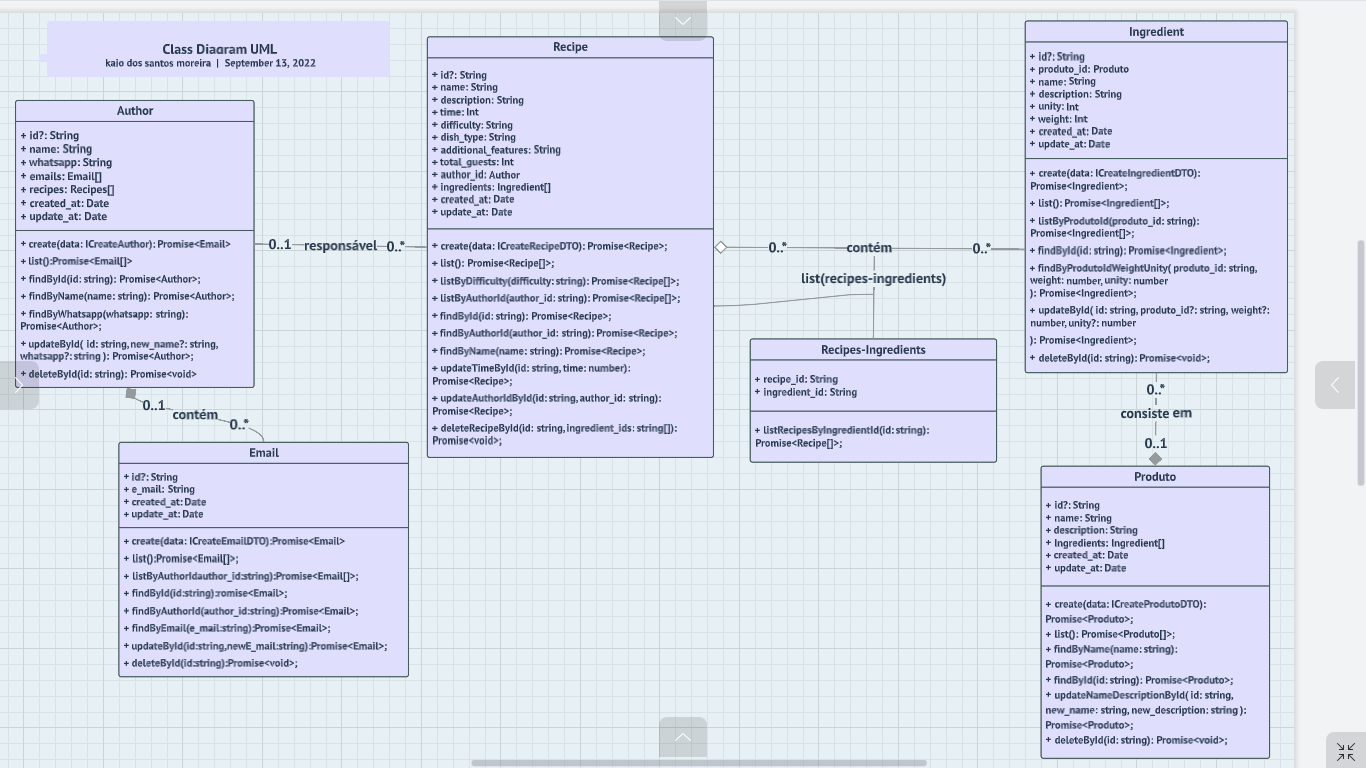 Class Diagram UML
kaio dos santos moreira | September 13, 2022
Author
+ id?: String
+ name: String
+ whatsapp: String
+ emails: Email[]
+ recipes: Recipes[]
+ created_at: Date
+ update_at: Date
+ create(data: ICreateAuthor): Promise<Email>
+ list():Promise<Email[]>
+ findById(id: string): Promise<Author>;
+ findByName(name: string): Promise<Author>;
+ findByWhatsapp(whatsapp: string):
Promise<Author>;
+ updateById( id: string,new_name?: string,
whatsapp?: string ): Promise<Author>;
+ deleteById(id: string): Promise<void>
0..1
responsável
0..*
0..1
contém
0..*
Email
+ id?: String
+ e_mail: String
+ created_at: Date
+ update_at: Date
+ create(data: ICreateEmailDTO):Promise<Email>
+ list():Promise<Email[]>;
+ listByAuthorIdauthor_id:string):Promise<Email[]>;
+ findById(id:string):romise<Email>;
+ findByAuthorId(author_id:string):Promise<Email>;
+ findByEmail(e_mail:string):Promise<Email>;
+ updateById(id:string,newE_mail:string):Promise<Email>;
+ deleteById(id:string):Promise<void>;
Recipe
+ id?: String
+ name: String
+ description: String
+ time: Int
+ difficulty: String
+ dish_type: String
+ additional_features: String
+ total_guests: Int
+ author_id: Author
+ ingredients: Ingredient[]
+ created_at: Date
+ update_at: Date
+ create(data: ICreateRecipeDTO): Promise<Recipe>;
+ list(): Promise<Recipe[]>;
+ listByDifficulty(difficulty: string): Promise<Recipe[]>;
+ listByAuthorId(author_id: string): Promise<Recipe[]>;
+ findById(id: string): Promise<Recipe>;
+ findByAuthorId(author_id: string): Promise<Recipe>;
+ findByName(name: string): Promise<Recipe>;
+ updateTimeById(id: string, time: number):
Promise<Recipe>;
+ updateAuthorIdById(id: string, author_id: string):
Promise<Recipe>;
+ deleteRecipeById(id: string, ingredient_ids: string[]):
Promise<void>;
0..*
contém
0..*
list(recipes-ingredients)
Recipes-Ingredients
+ recipe_id: String
+ ingredient_id: String
+ listRecipesByIngredientId(id: string):
Promise<Recipe[]>;
Ingredient
+ id?: String
+ produto_id: Produto
+ name: String
+ description: String
+ unity: Int
+ weight: Int
+ created_at: Date
+ update_at: Date
+ create(data: ICreateIngredientDTO):
Promise<Ingredient>;
+ list(): Promise<Ingredient[]>;
+ listByProdutoId(produto_id: string):
Promise<Ingredient[]>;
+ findById(id: string): Promise<Ingredient>;
+ findByProdutoIdWeightUnity( produto_id: string,
weight: number, unity: number
): Promise<Ingredient>;
+ updateById( id: string, produto_id?: string, weight?:
number, unity?: number
): Promise<Ingredient>;
+ deleteById(id: string): Promise<void>;
0..*
consiste em
0..1
Produto
+ id?: String
+ name: String
+ description: String
+ Ingredients: Ingredient[]
+ created_at: Date
+ update_at: Date
+ create(data: ICreateProdutoDTO):
Promise<Produto>;
+ list(): Promise<Produto[]>;
+ findByName(name: string):
Promise<Produto>;
+ findById(id: string): Promise<Produto>;
+ updateNameDescriptionById( id: string,
new_name: string, new_description: string ):
Promise<Produto>;
+ deleteById(id: string): Promise<void>;